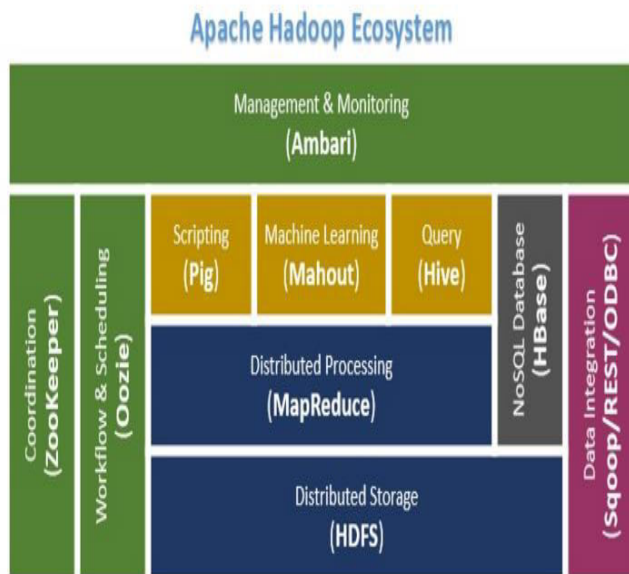 Apache Hadoop Ecosystem
Management & Monitoring
(Ambari)
Coordination
(ZooKeeper)
Workflow & Scheduling
(Oozie)
Scripting
(Pig)
Machine Learning
(Mahout)
Query
(Hive)
Distributed Processing
(MapReduce)
Distributed Storage
(HDFS)
NoSQL Database
(HBase)
Data Integration
(Sqoop/REST/ODBC)